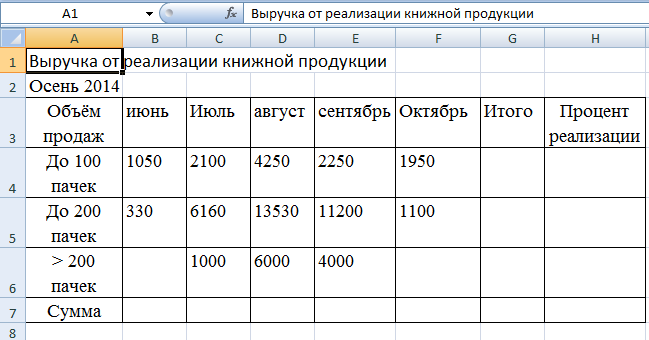 A1 fx Выручка от реализации книжной продукции
A B C D E F G H
1 Выручка от реализации книжной продукции
2 Осень 2014
3 Объём продаж июнь Июль август сентябрь Октябрь Итого Процент реализации
4 До 100 пачек 1050 2100 4250 2250 1950
5 До 200 пачек 330 6160 13530 11200 1100
6 > 200 пачек 1000 6000 4000
7 Сумма
8